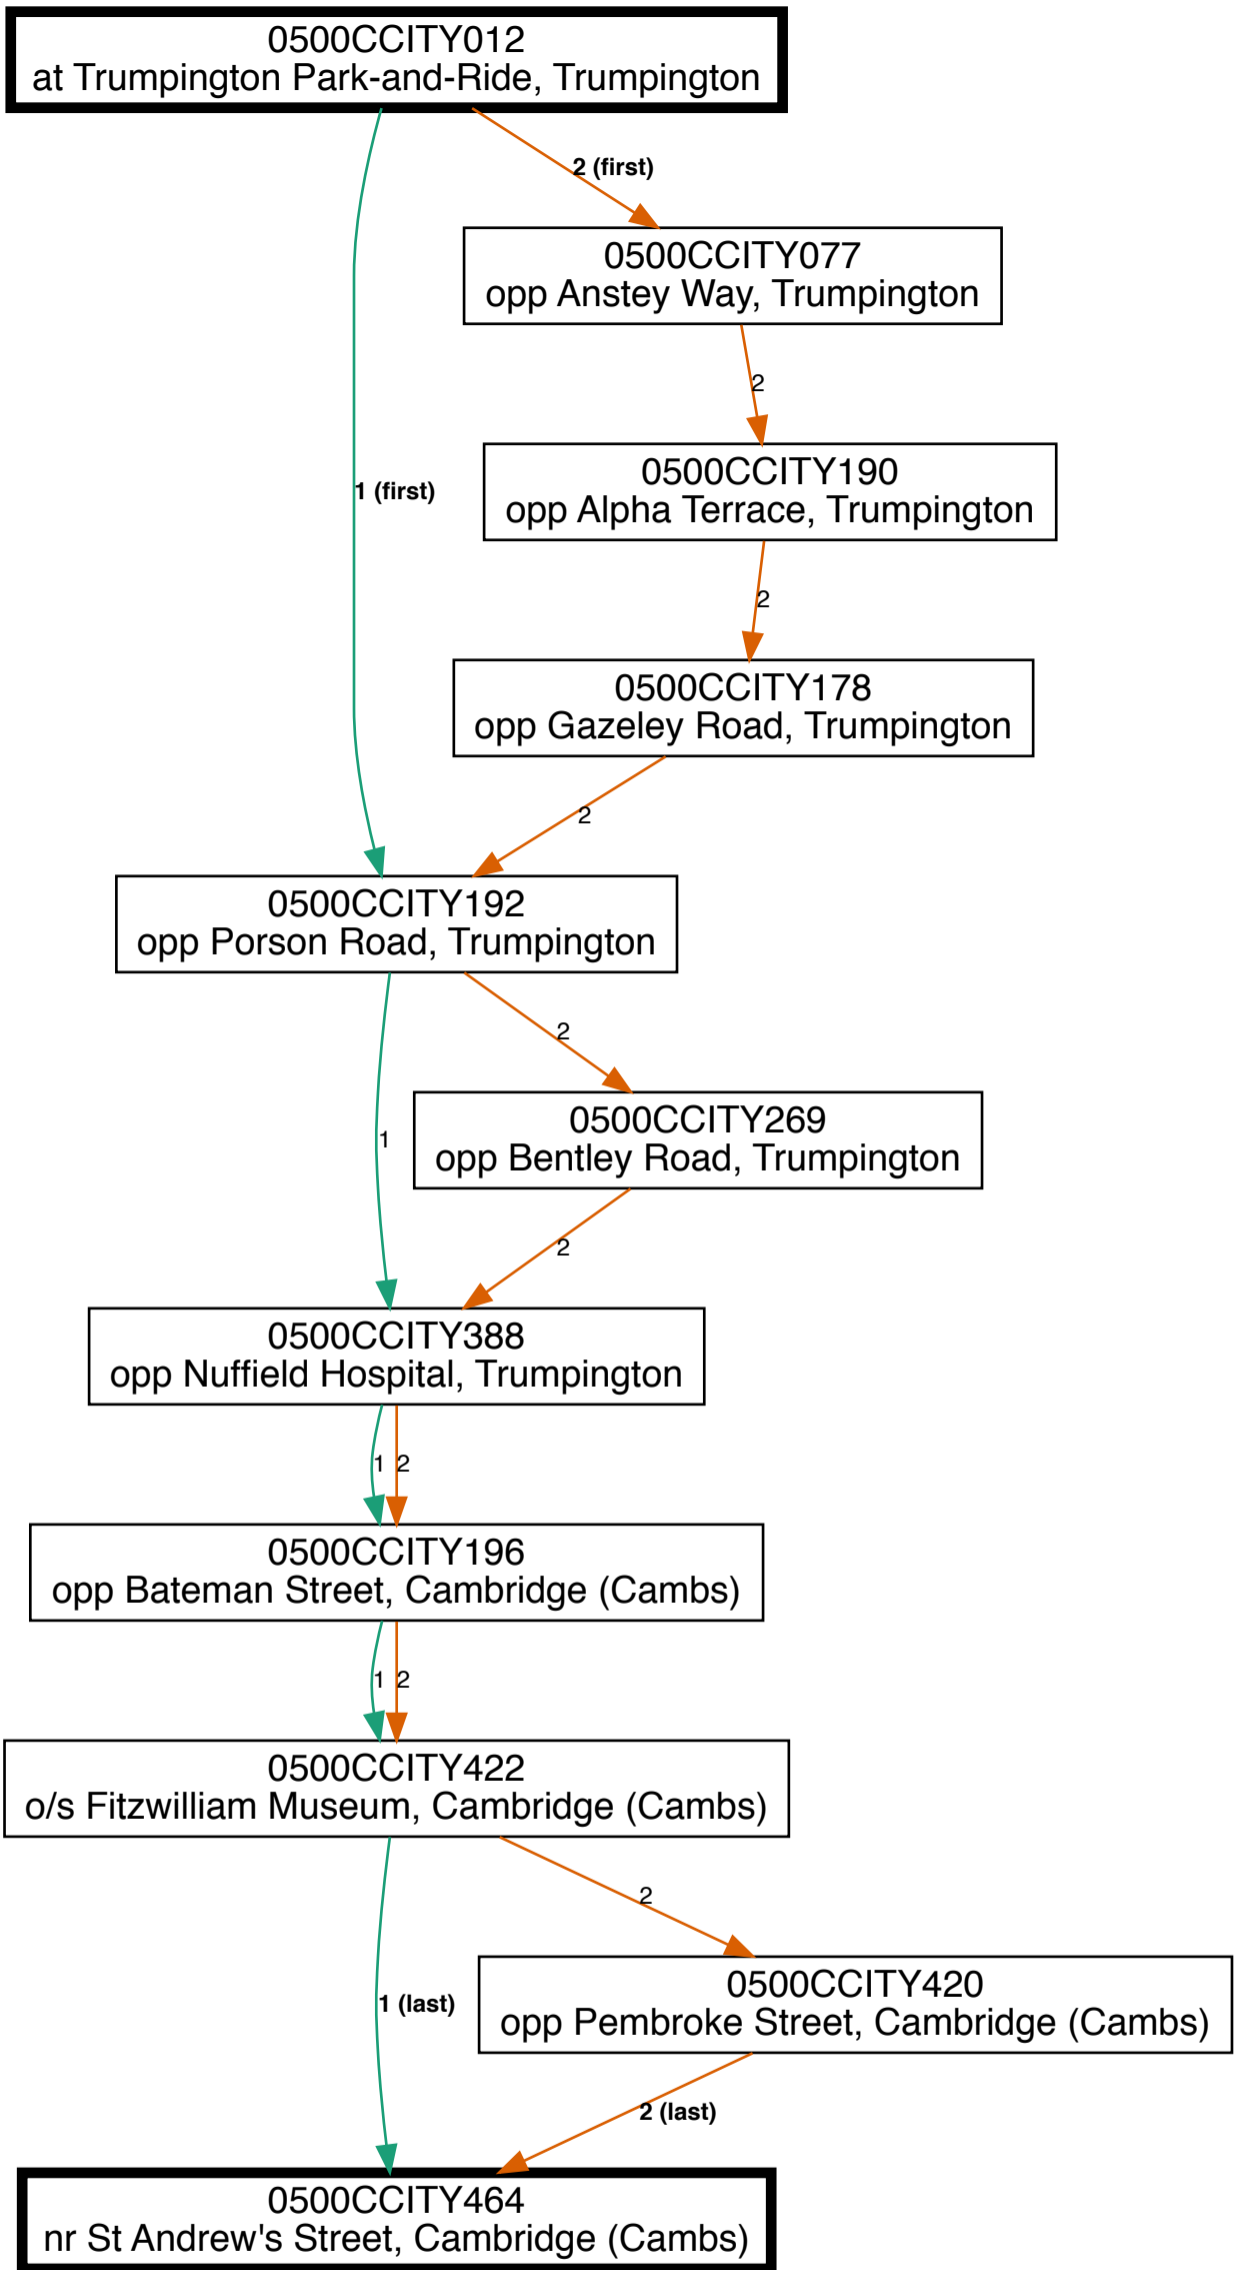 0500CCITY012
at Trumpington Park-and-Ride, Trumpington
2 (first)
0500CCITY077
opp Anstey Way, Trumpington
2
0500CCITY190
opp Alpha Terrace, Trumpington
1 (first)
2
0500CCITY178
opp Gazeley Road, Trumpington
2
0500CCITY192
opp Porson Road, Trumpington
2
0500CCITY269
opp Bentley Road, Trumpington
1
2
0500CCITY388
opp Nuffield Hospital, Trumpington
1 2
0500CCITY196
opp Bateman Street, Cambridge (Cambs)
1 2
0500CCITY422
o/s Fitzwilliam Museum, Cambridge (Cambs)
2
0500CCITY420
opp Pembroke Street, Cambridge (Cambs)
1 (last)
2 (last)
0500CCITY464
nr St Andrew's Street, Cambridge (Cambs)